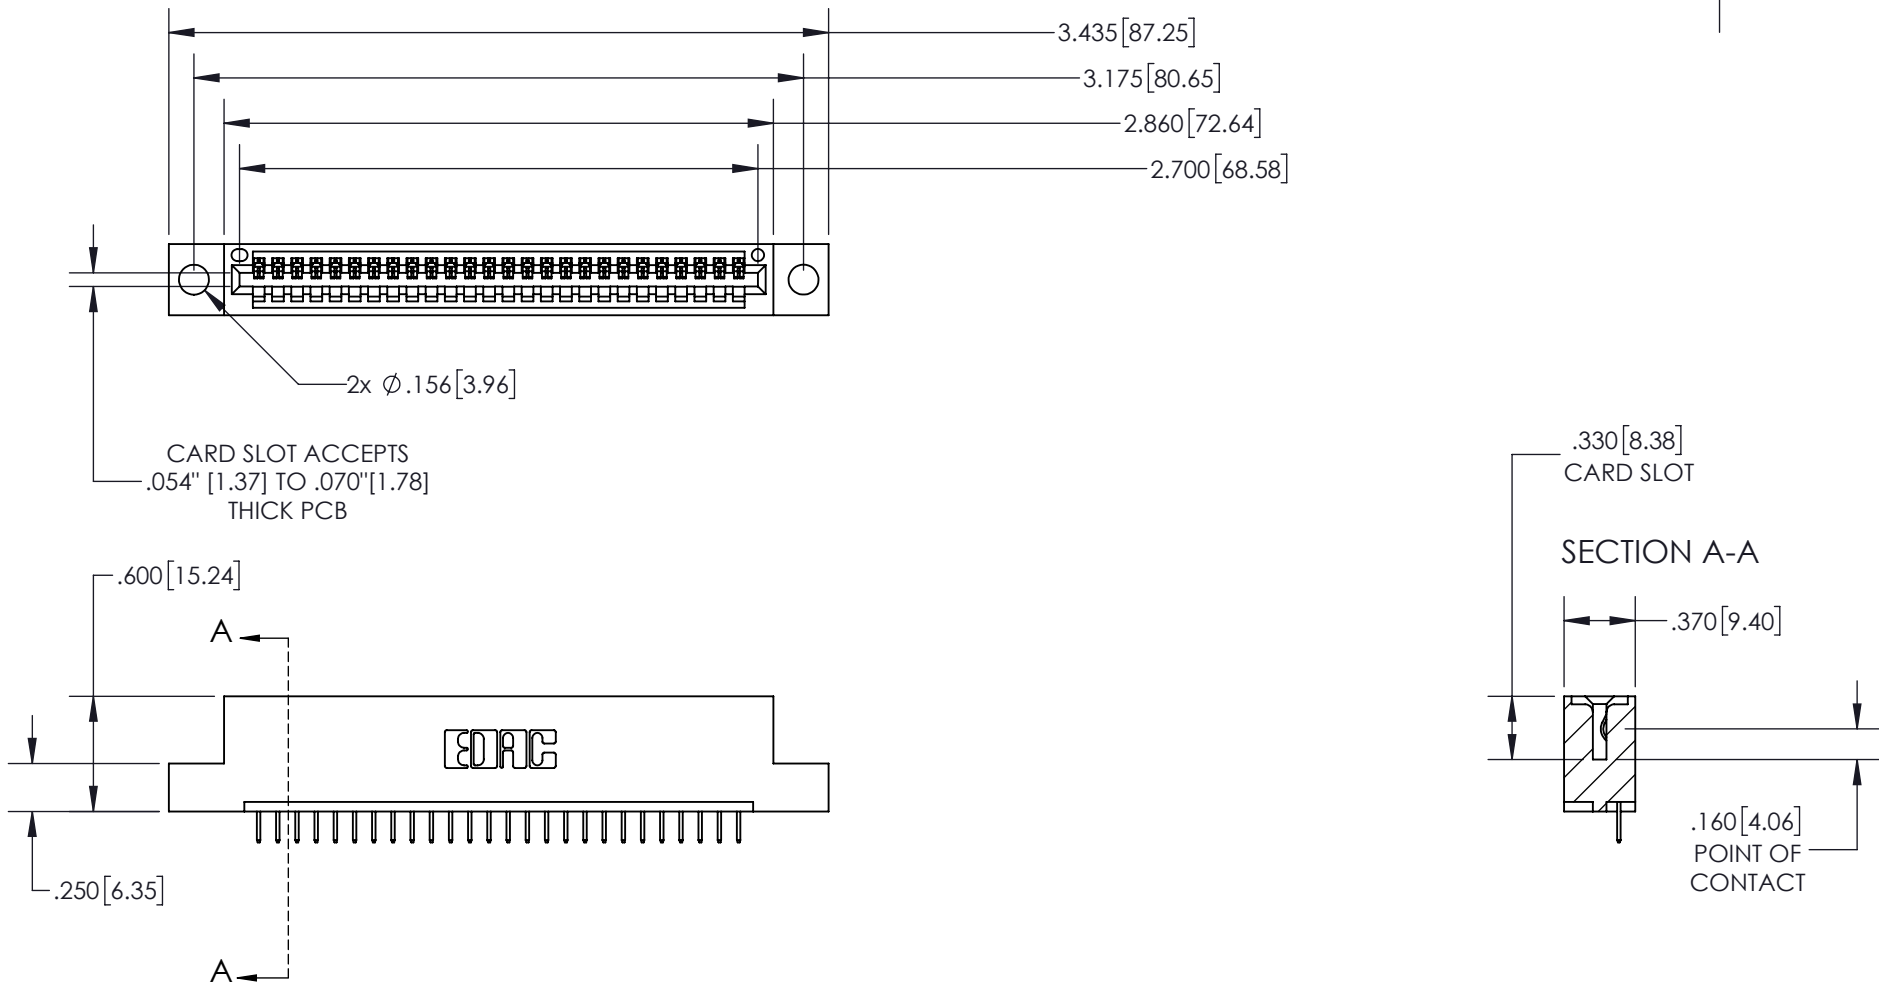 3.435[87.25]
3.175[80.65]
2.860[72.64]
2.700[68.58]
2x Ø.156[3.96]
CARD SLOT ACCEPTS
.054" [1.37] TO .070"[1.78]
THICK PCB
.330[8.38]
CARD SLOT
SECTION A-A
.600[15.24]
.370[9.40]
A
EDAC
.160[4.06]
POINT OF
CONTACT
.250[6.35]
A